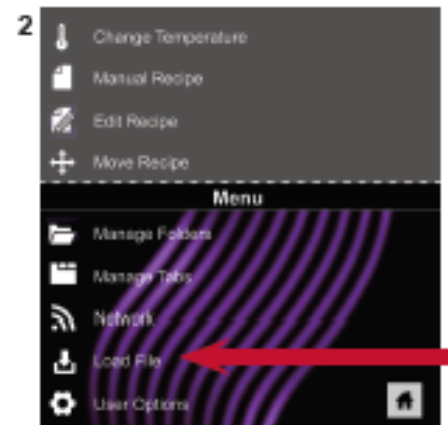 2
Change Temperature
Manual Recipe
Edit Recipe
Move Recipe
Menu
Manage Folders
Manage Tabs
Network
Load File
User Options